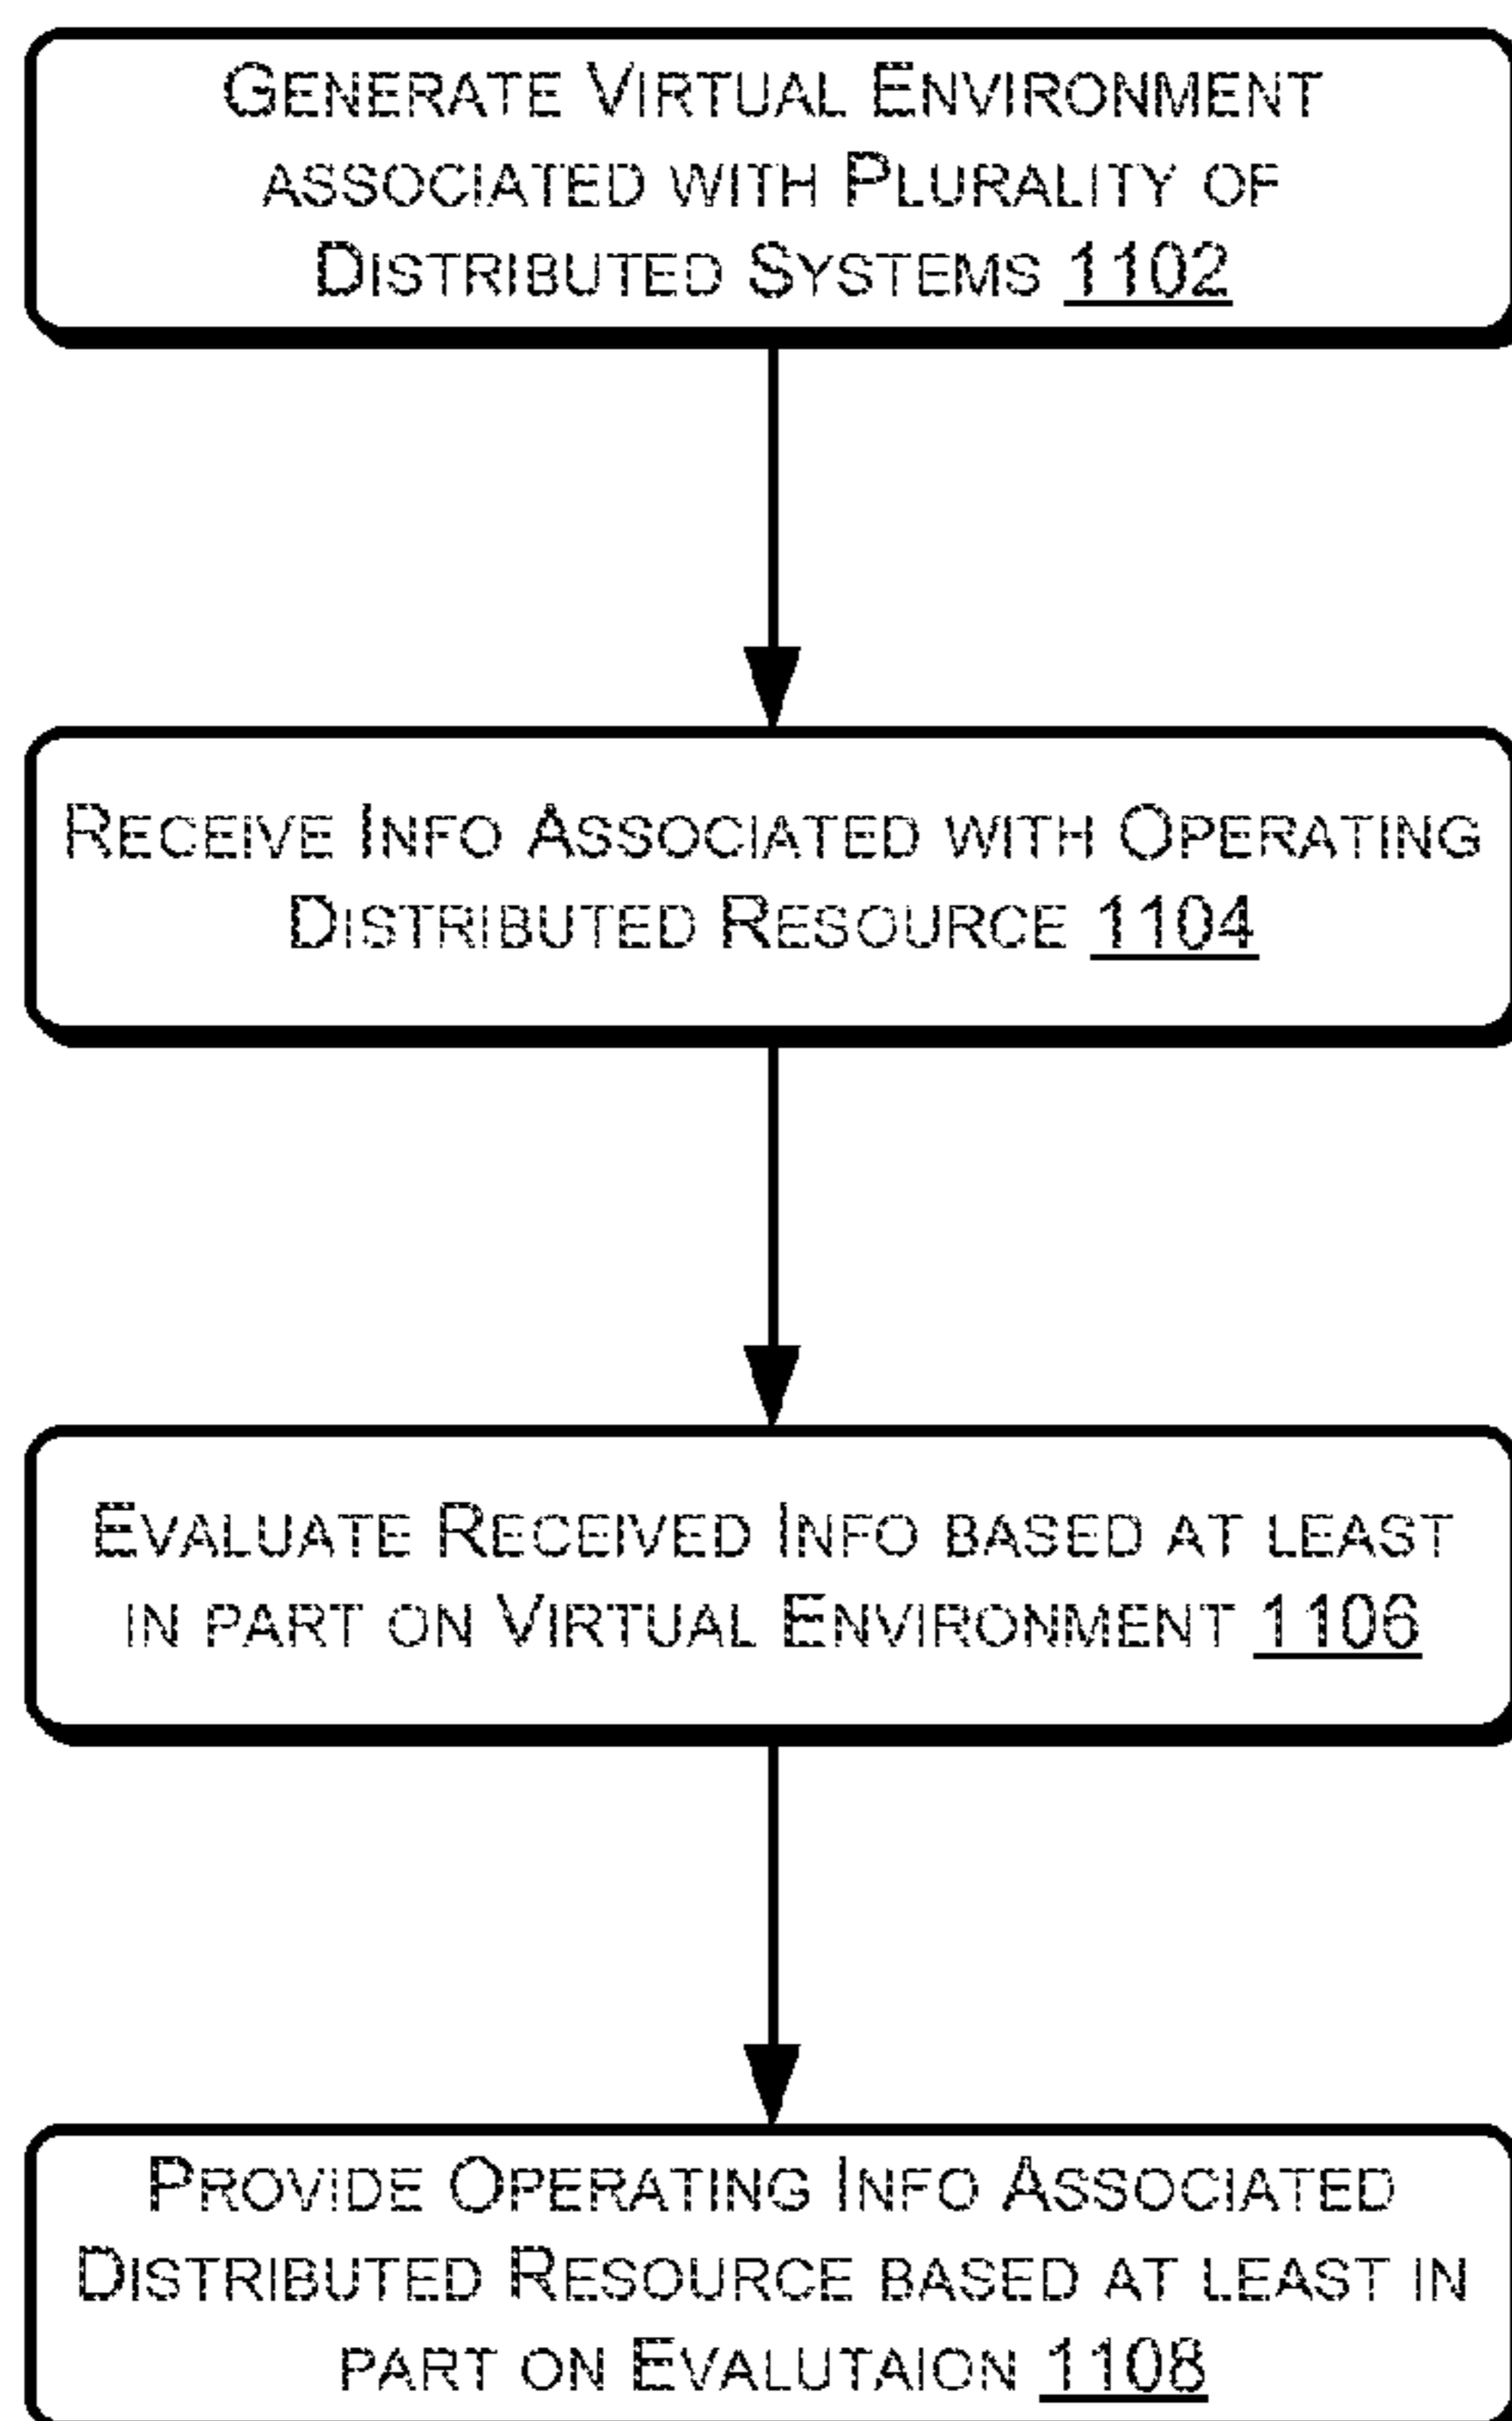 GENERATE VIRTUAL ENVIRONMENT
ASSOCIATED WITH PLURALITY OF
DISTRIBUTED SYSTEMS 1102
RECEIVE INFO ASSOCIATED WITH OPERATING
DISTRIBUTED RESOURCE 1104
EVALUATE RECEIVED INFO BASED AT LEAST
IN PART ON VIRTUAL ENVIRONMENT 1106
PROVIDE OPERATING INFO ASSOCIATED
DISTRIBUTED RESOURCE BASED AT LEAST IN
PART ON EVALUTAION 1108